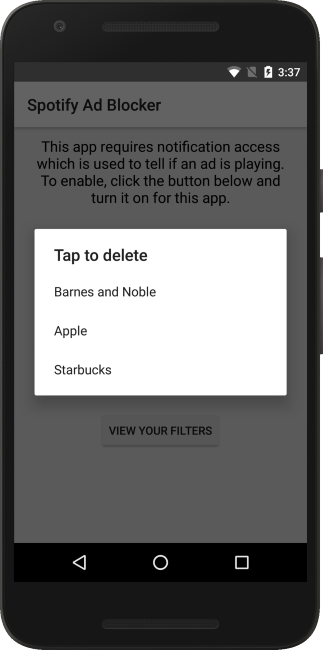 3:37
Spotify Ad Blocker
This app requires notification access
which is used to tell if an ad is playing.
To enable, click the button below and
turn it on for this app.
Tap to delete
Barnes and Noble
Apple
Starbucks
VIEW YOUR FILTERS